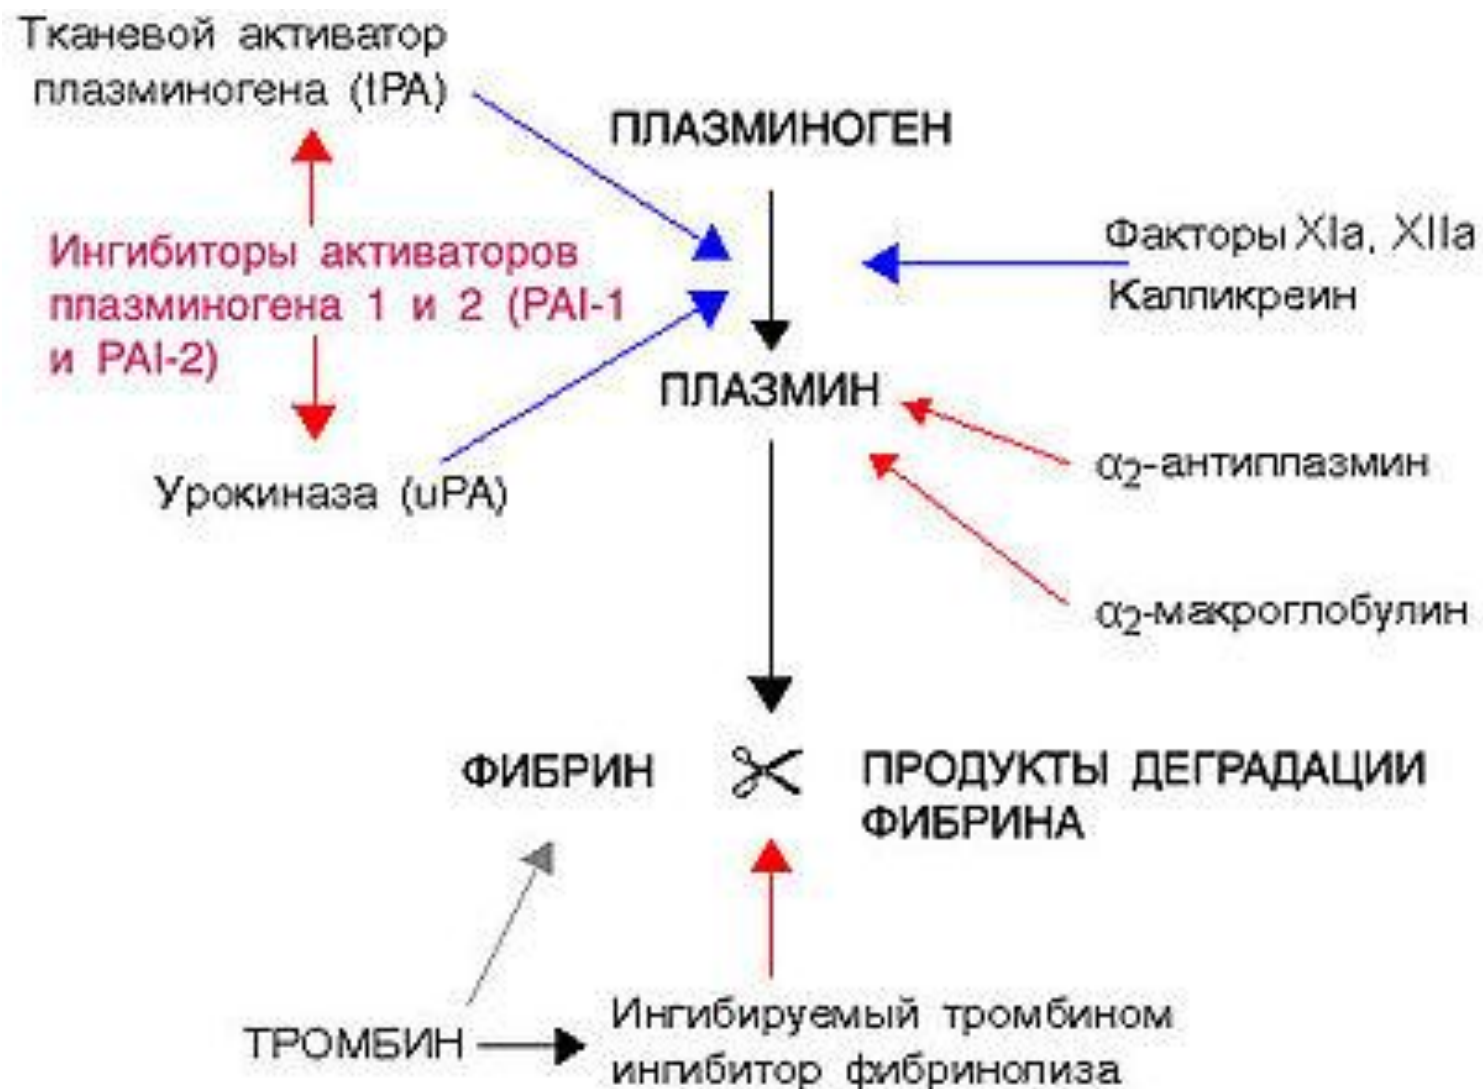 Тканевой активатор
плазминогена (tPA)
ПЛАЗМИНОГЕН
Ингибиторы активаторов
плазминогена 1 и 2 (PAI-1
и PAI-2)
Факторы XIa, XIIa
Калликреин
ПЛАЗМИН
Урокиназа (uPA)
α2-антиплазмин
α2-макроглобулин
ФИБРИН
ПРОДУКТЫ ДЕГРАДАЦИИ
ФИБРИНА
ТРОМБИН
Ингибируемый тромбином
ингибитор фибринолиза